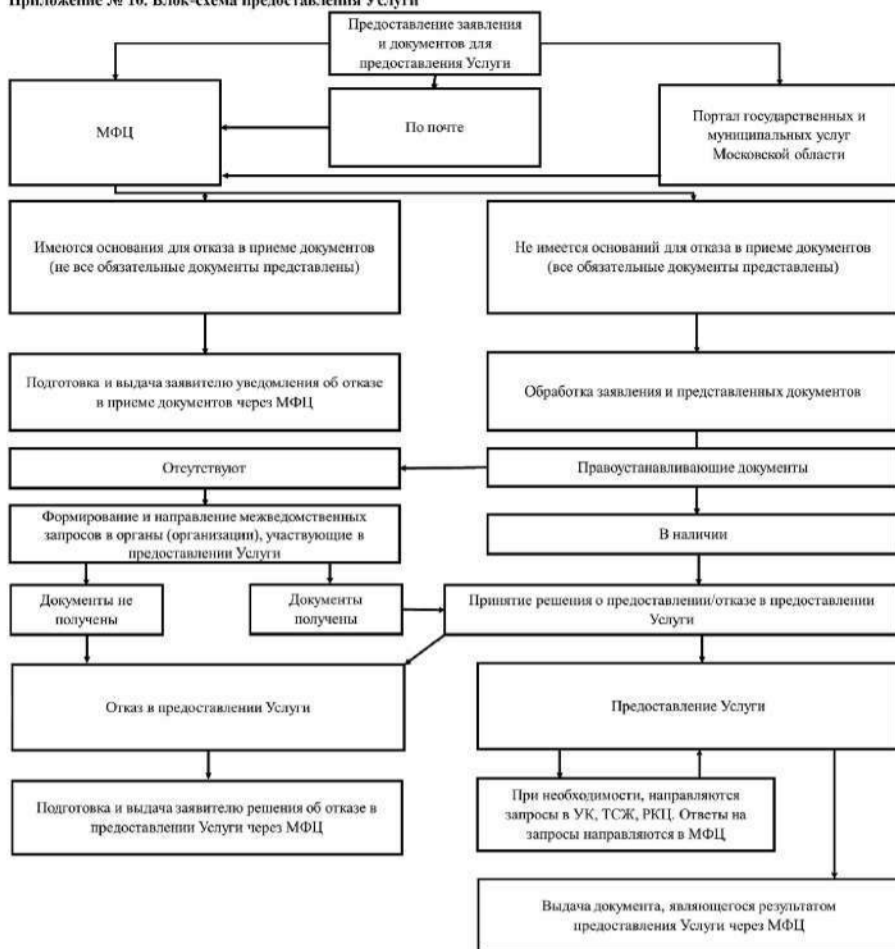 Приложение № 16. Блок-схема предоставления Услуги
Предоставление заявления
и документов для
предоставления Услуги
МФЦ
По почте
Портал государственных и
муниципальных услуг
Московской области
Имеются основания для отказа в приеме документов
(не все обязательные документы представлены)
Не имеется оснований для отказа в приеме документов
(все обязательные документы представлены)
Подготовка и выдача заявителю уведомления об отказе
в приеме документов через МФЦ
Обработка заявления и представленных документов
Отсутствуют
Правоустанавливающие документы
Формирование и направление межведомственных
запросов в органы (организации), участвующие в
предоставлении Услуги
В наличии
Документы не
получены
Документы
получены
Принятие решения о предоставлении/отказе в предоставлении
Услуги
Отказ в предоставлении Услуги
Предоставление Услуги
Подготовка и выдача заявителю решения об отказе в
предоставлении Услуги через МФЦ
При необходимости, направляются
запросы в УК, ТСЖ, РКЦ. Ответы на
запросы направляются в МФЦ
Выдача документа, являющегося результатом
предоставления Услуги через МФЦ